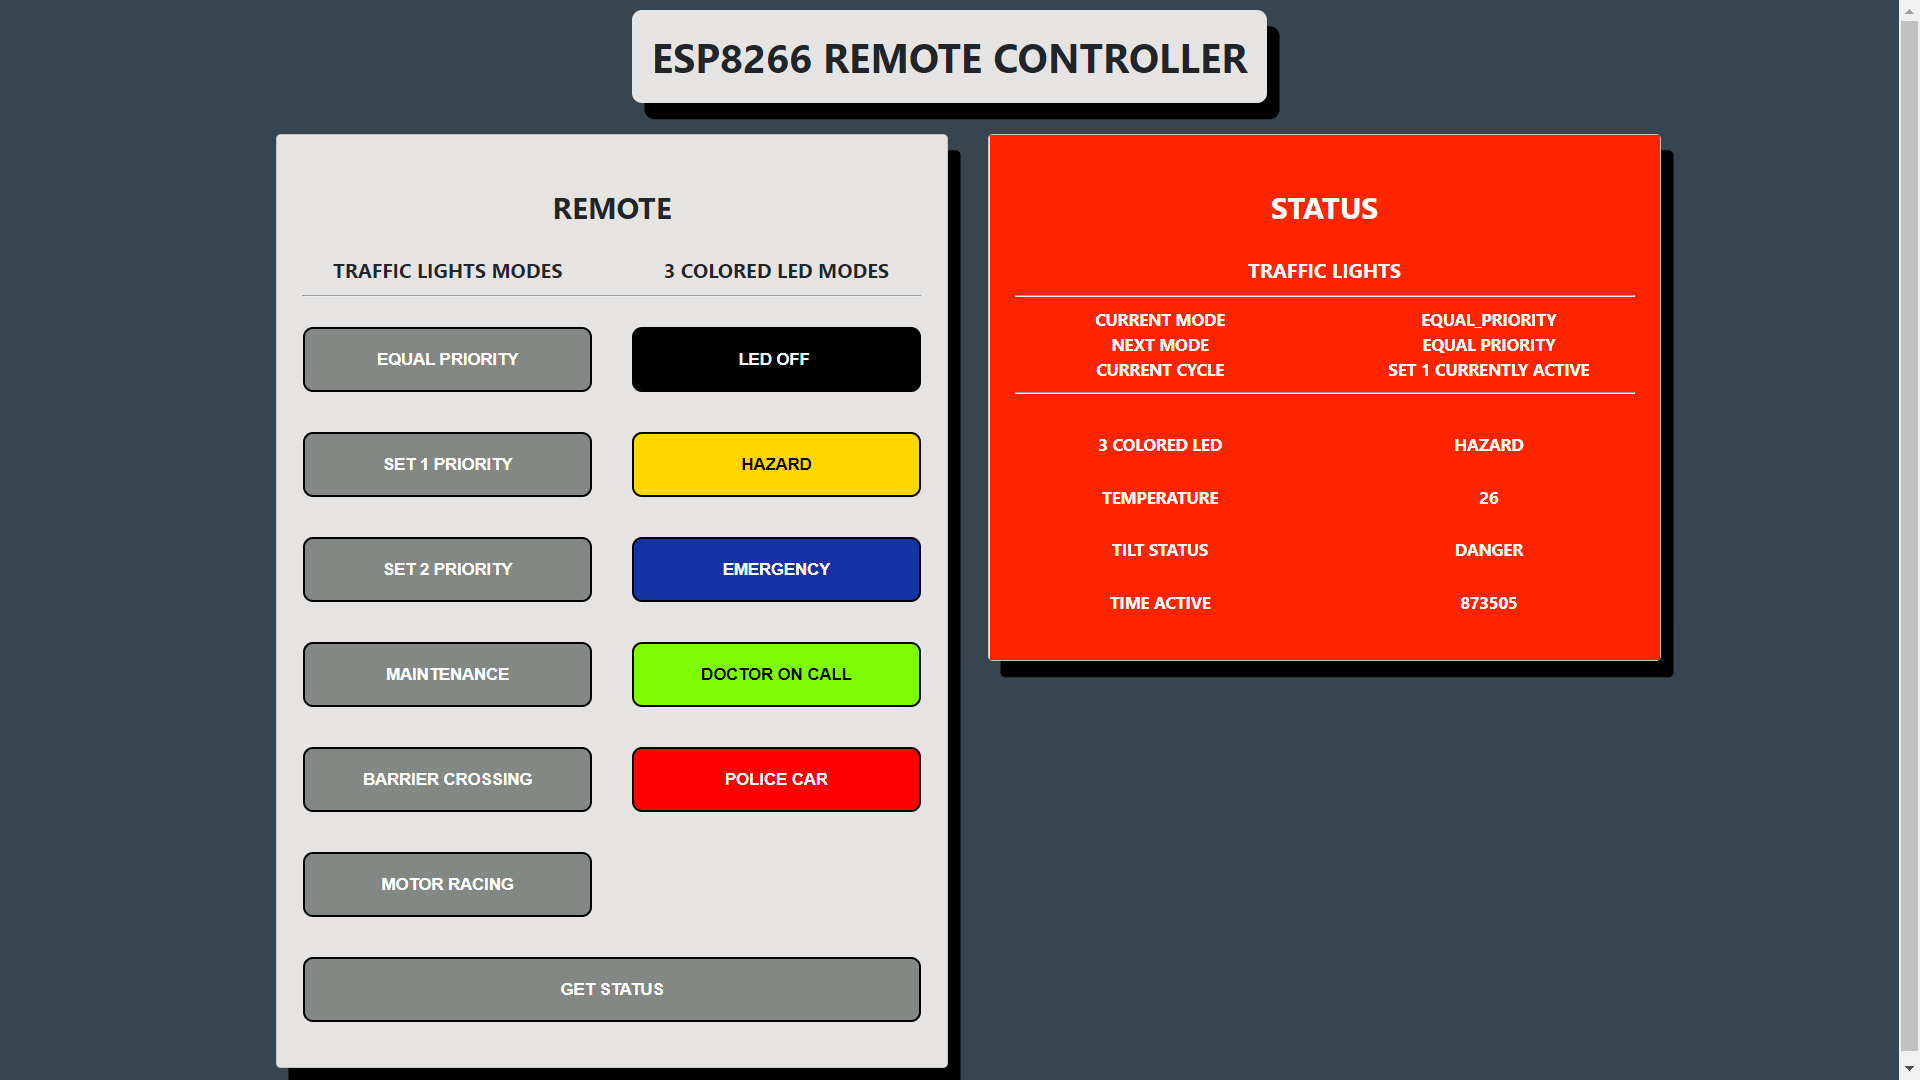 ESP8266 REMOTE CONTROLLER
REMOTE
TRAFFIC LIGHTS MODES 3 COLORED LED MODES
EQUAL PRIORITY LED OFF
SET 1 PRIORITY HAZARD
SET 2 PRIORITY EMERGENCY
MAINTENANCE DOCTOR ON CALL
BARRIER CROSSING POLICE CAR
MOTOR RACING
GET STATUS
STATUS
TRAFFIC LIGHTS
CURRENT MODE EQUAL_PRIORITY
NEXT MODE EQUAL PRIORITY
CURRENT CYCLE SET 1 CURRENTLY ACTIVE
3 COLORED LED HAZARD
TEMPERATURE 26
TILT STATUS DANGER
TIME ACTIVE 873505